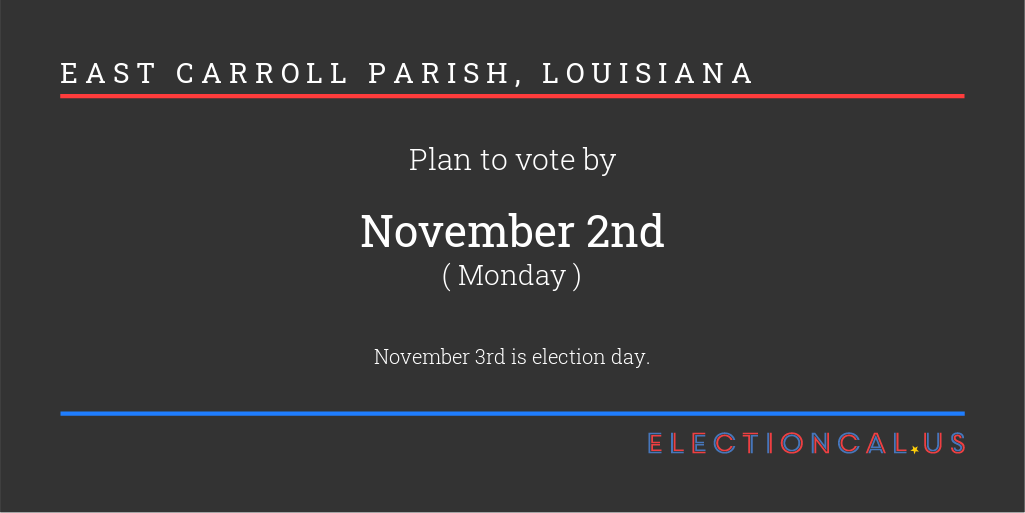 EAST CARROLL PARISH, LOUISIANA
Plan to vote by
November 2nd
( Monday )
November 3rd is election day.
ELECTIONCAL.US